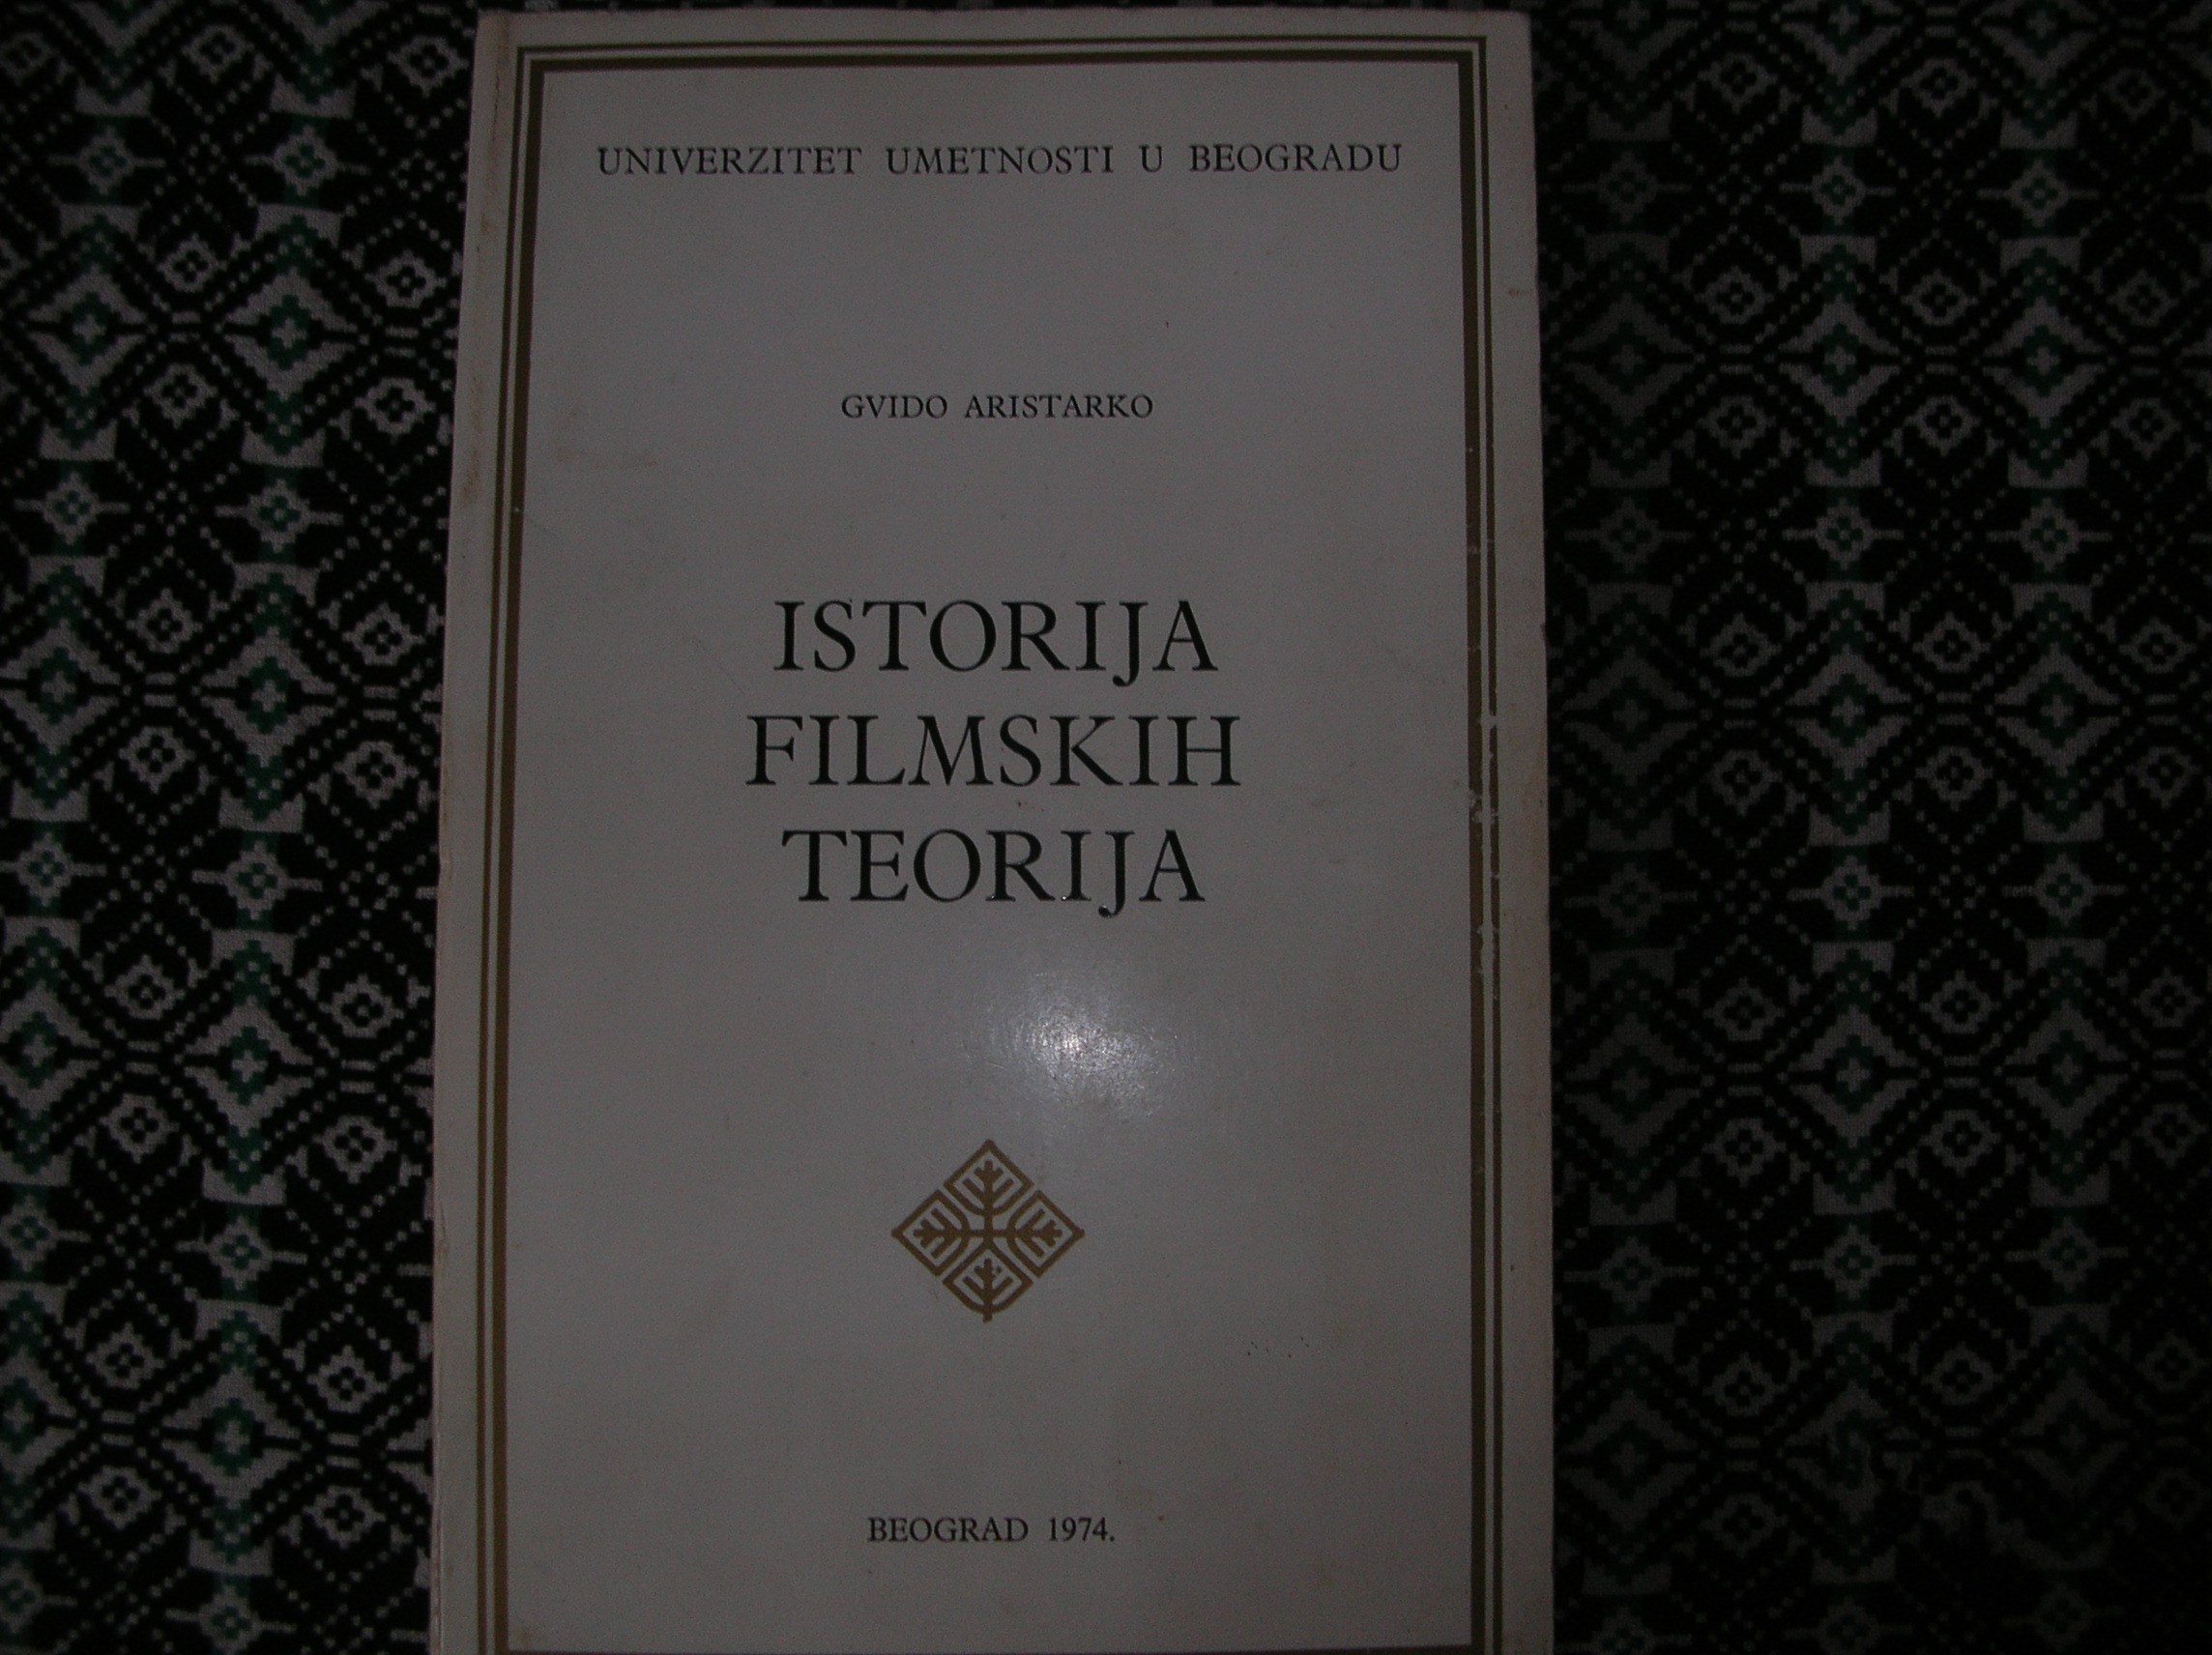 UNIVERZITET UMETNOSTI U BEOGRADU
GVIDO ARISTARKO
ISTORIJA
FILMSKIH
TEORIJA
BEOGRAD 1974.